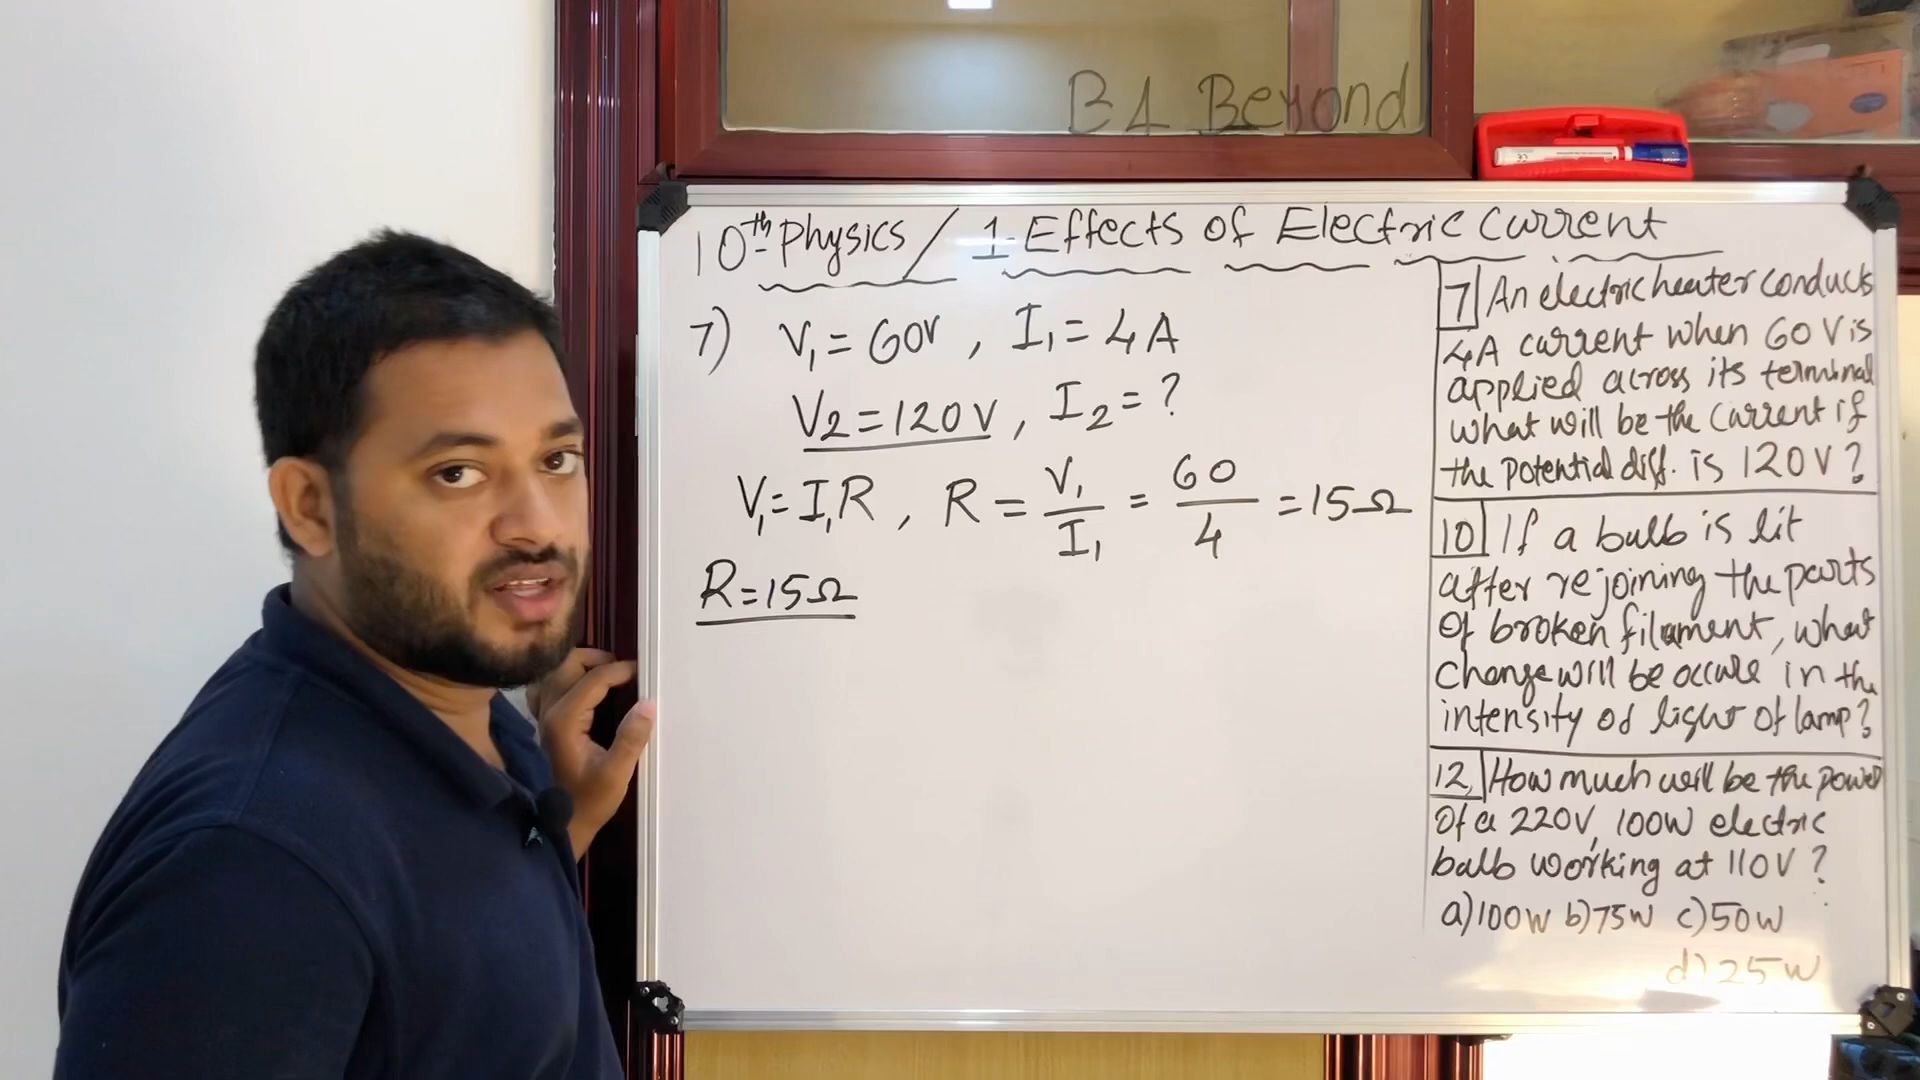 B4 Beyond
10th Physics / 1 Effects of Electric Current
7) V1 = 60V , I1 = 4A
V2 = 120V , I2 = ?
V1 = I1R , R = V1/I1 = 60/4 = 15Ω
R = 15Ω
7 An electric heater conducts
4A current when 60 V is
applied across its terminal
what will be the current if
the potential diff. is 120V?
10 If a bulb is lit
after rejoining the parts
of broken filament, what
change will be occure in the
intensity of light of lamp?
12, How much will be the power
of a 220V, 100W electric
bulb working at 110V?
a) 100W b) 75W c) 50W
d) 25W